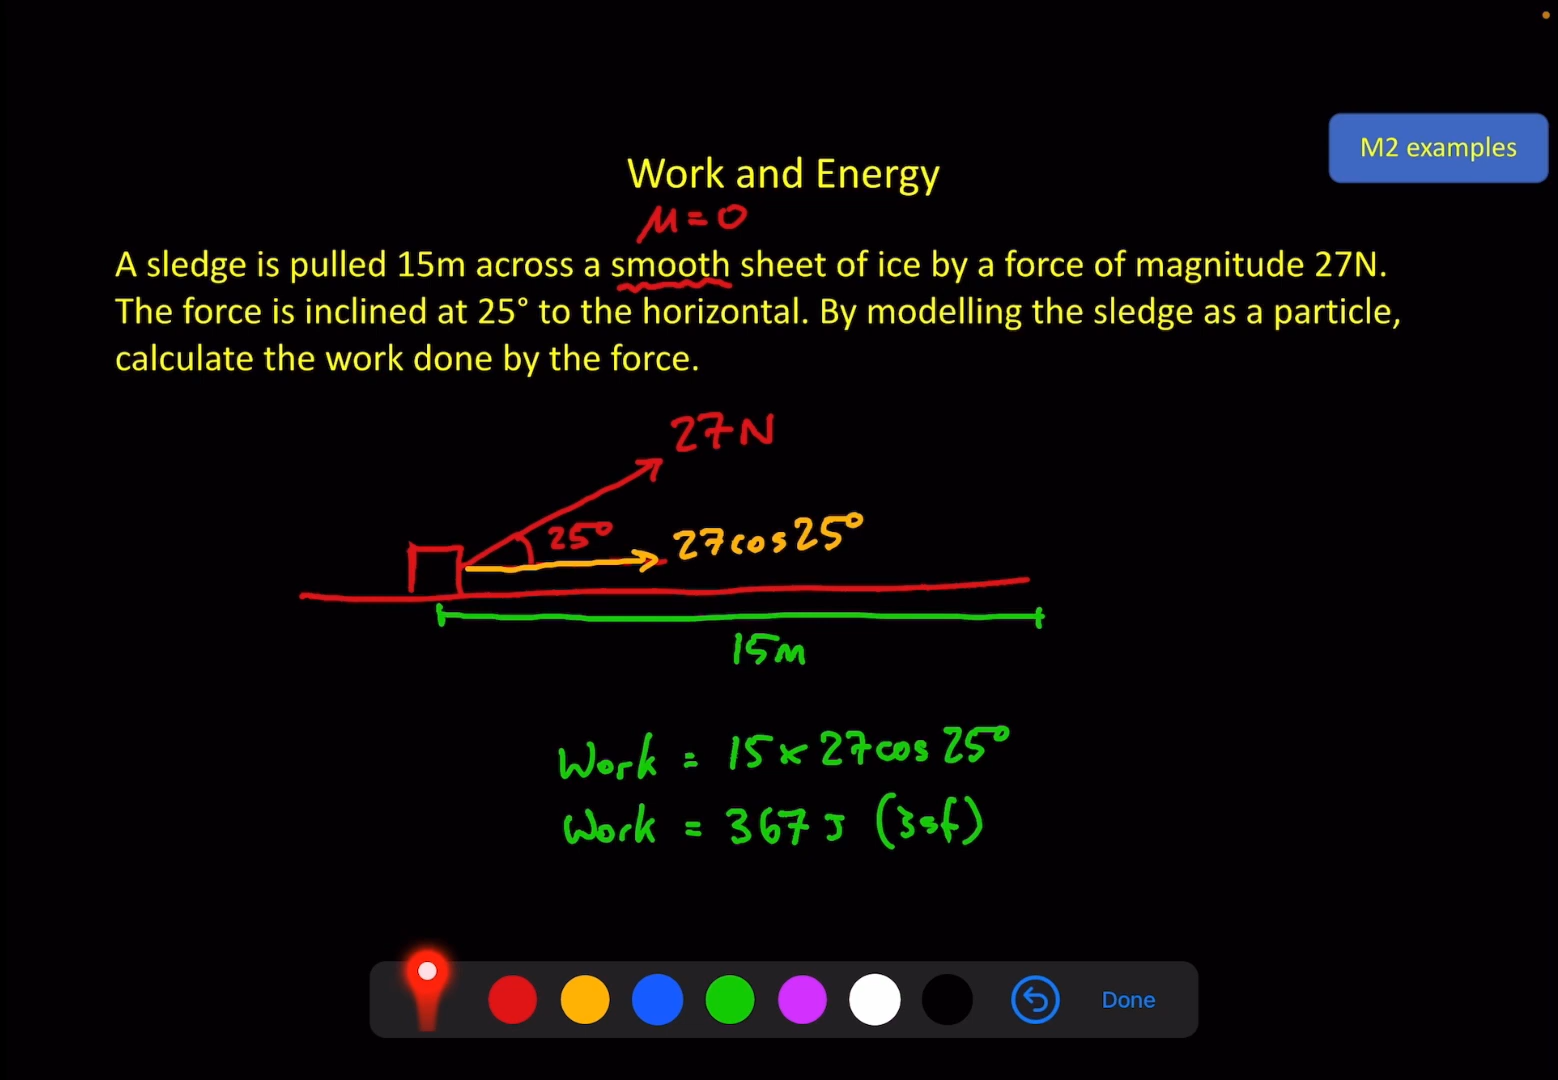 M2 examples
Work and Energy
μ = 0
A sledge is pulled 15m across a smooth sheet of ice by a force of magnitude 27N.
The force is inclined at 25° to the horizontal. By modelling the sledge as a particle,
calculate the work done by the force.
27N
25°
27cos25°
15m
Work = 15 × 27cos 25°
Work = 367 J (3sf)
Done